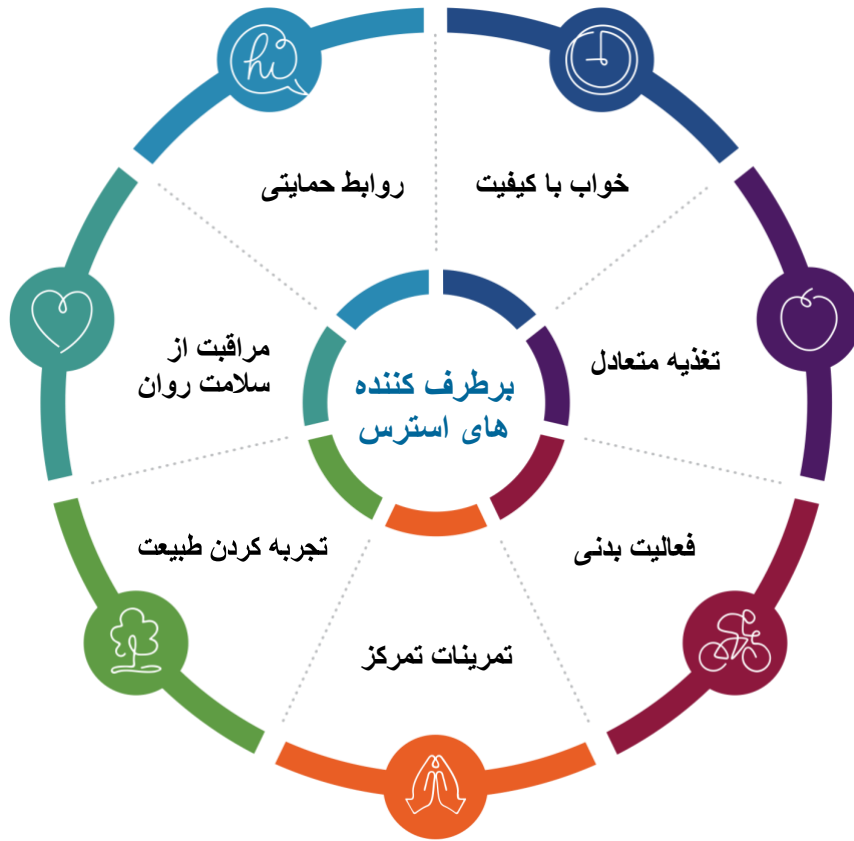 hi
روابط حمایتی
خواب با کیفیت
تغذیه متعادل
فعالیت بدنی
تمرینات تمرکز
تجربه کردن طبیعت
مراقبت از
سلامت روان
برطرف کننده
های استرس